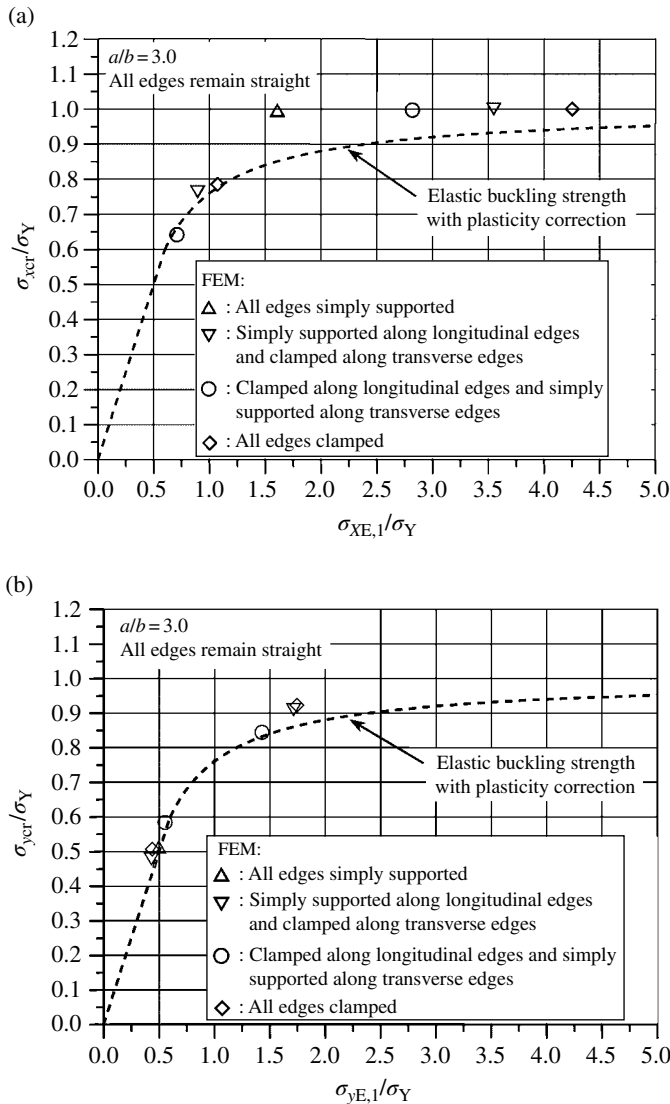 (a)
1.2
1.1
1.0
0.9
0.8
0.7
0.6
0.5
0.4
0.3
0.2
0.1
0.0
σxcr/σY
a/b = 3.0
All edges remain straight
Elastic buckling strength
with plasticity correction
FEM:
△ : All edges simply supported
▽ : Simply supported along longitudinal edges
and clamped along transverse edges
○ : Clamped along longitudinal edges and simply
supported along transverse edges
◇ : All edges clamped
0.0 0.5 1.0 1.5 2.0 2.5 3.0 3.5 4.0 4.5 5.0
σXE,1/σY
(b)
1.2
1.1
1.0
0.9
0.8
0.7
0.6
0.5
0.4
0.3
0.2
0.1
0.0
σycr/σY
a/b = 3.0
All edges remain straight
Elastic buckling strength
with plasticity correction
FEM:
△ : All edges simply supported
▽ : Simply supported along longitudinal edges
and clamped along transverse edges
○ : Clamped along longitudinal edges and simply
supported along transverse edges
◇ : All edges clamped
0.0 0.5 1.0 1.5 2.0 2.5 3.0 3.5 4.0 4.5 5.0
σyE,1/σY